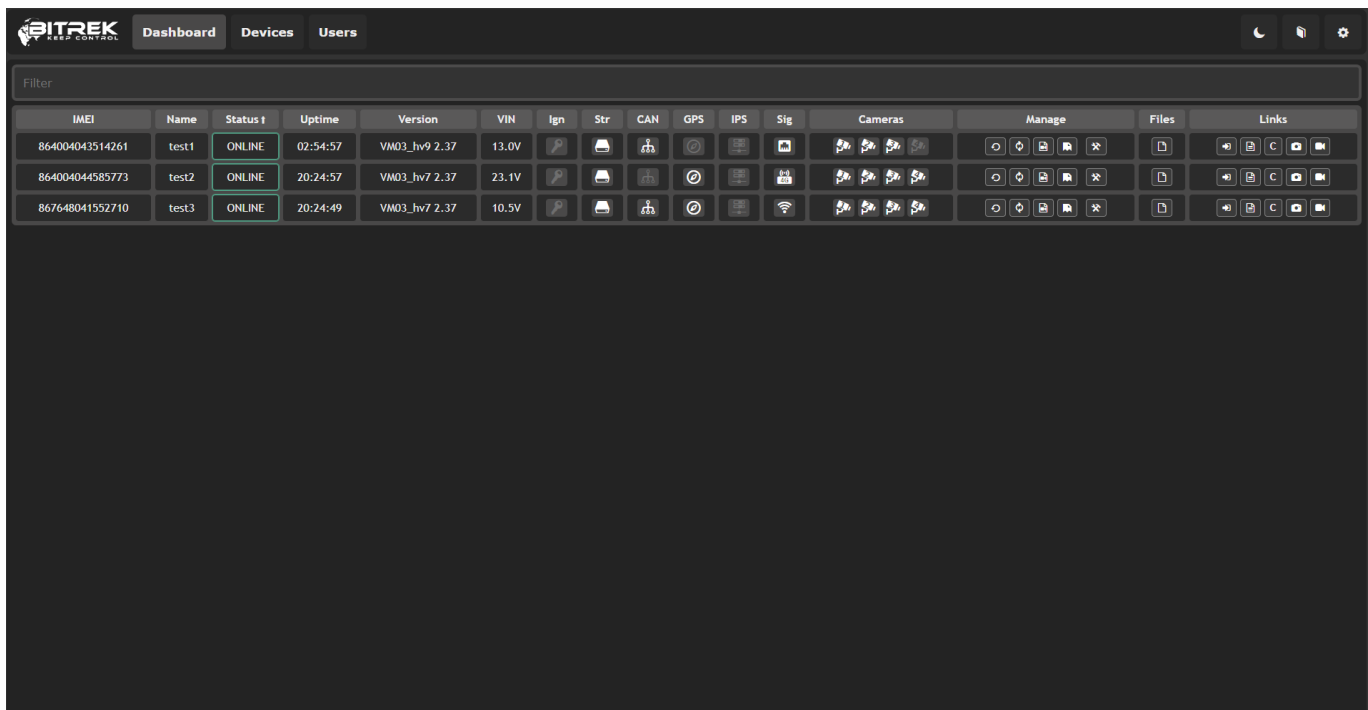 BITREK
KEEP CONTROL
Dashboard Devices Users
Filter
IMEI Name Status Uptime Version VIN Ign Str CAN GPS IPS Sig Cameras Manage Files Links
864004043514261 test1 ONLINE 02:54:57 VM03_hv9 2.37 13.0V C
864004044585773 test2 ONLINE 20:24:57 VM03_hv7 2.37 23.1V C
867648041552710 test3 ONLINE 20:24:49 VM03_hv7 2.37 10.5V C